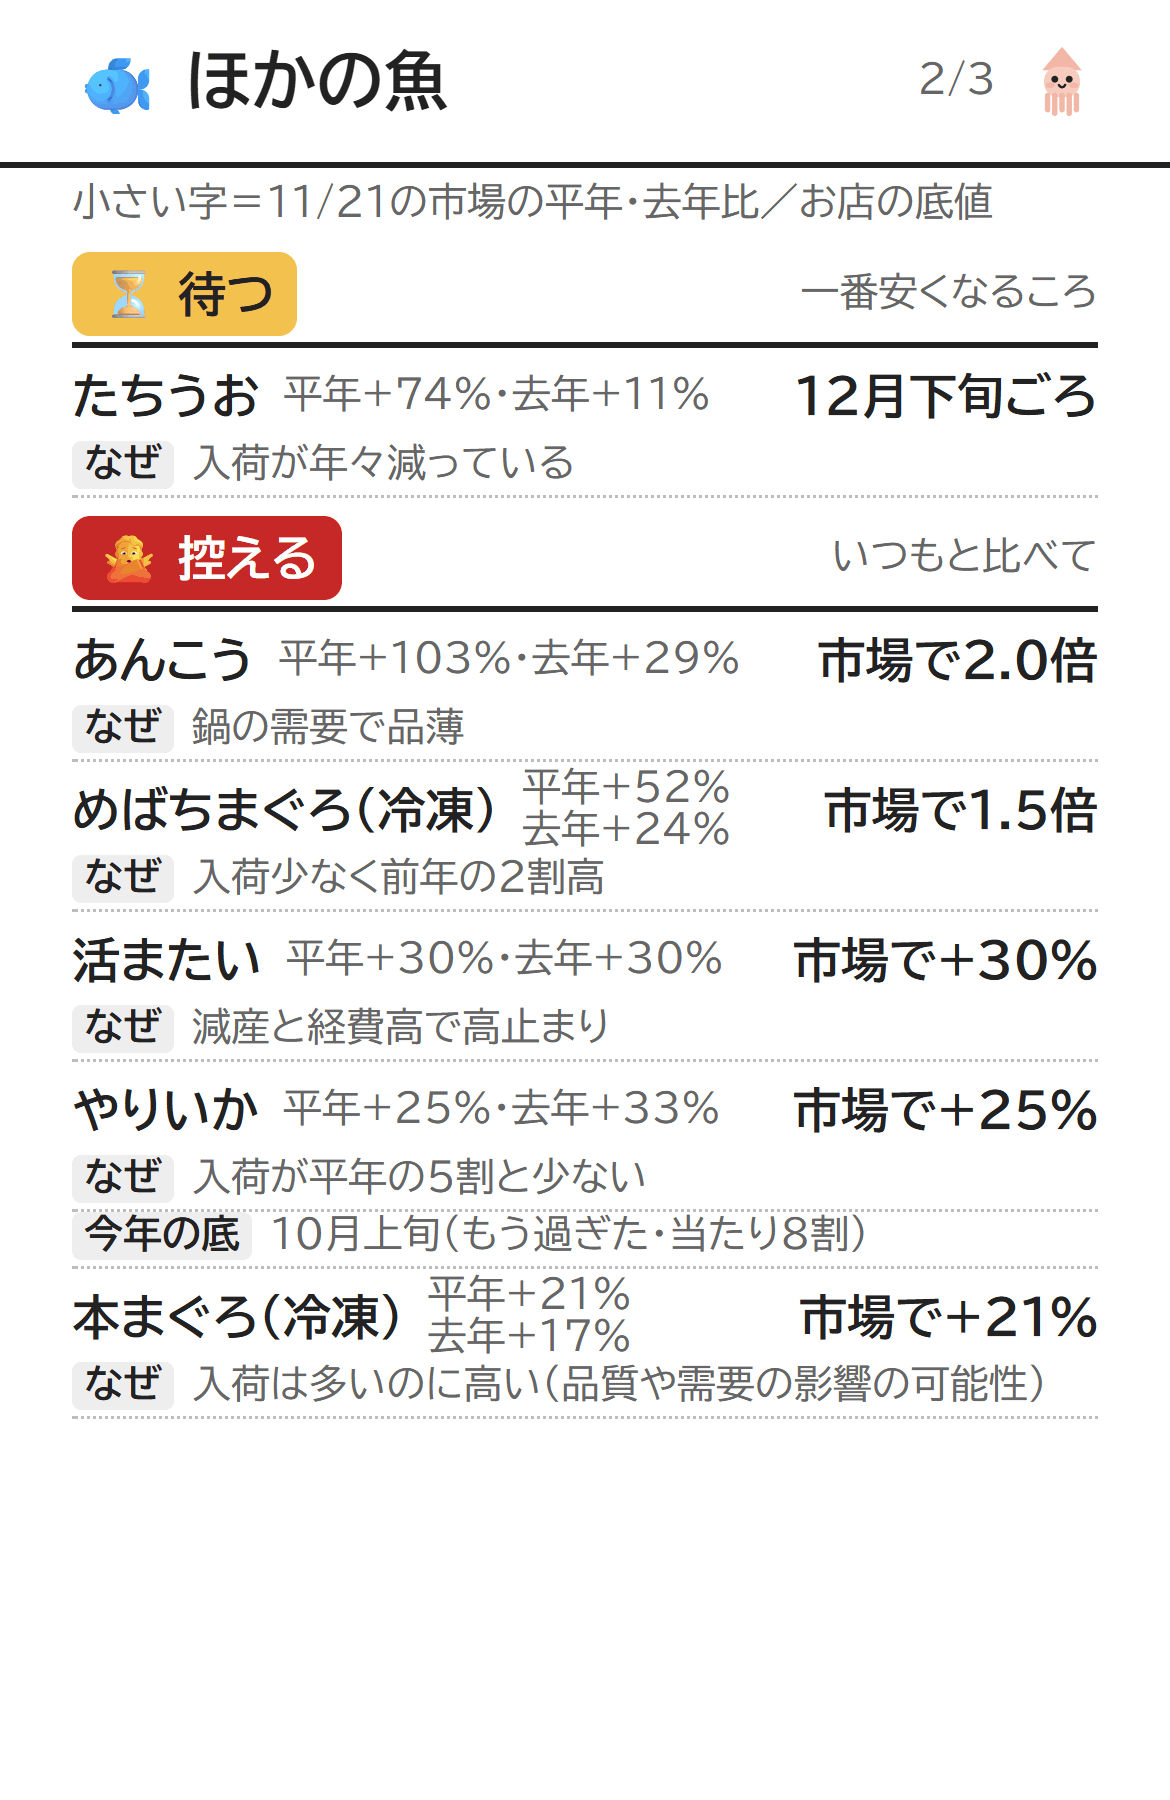 ほかの魚
2/3
小さい字＝11/21の市場の平年・去年比／お店の底値
待つ
一番安くなるころ
たちうお 平年+74%・去年+11% 12月下旬ごろ
なぜ 入荷が年々減っている
控える
いつもと比べて
あんこう 平年+103%・去年+29% 市場で2.0倍
なぜ 鍋の需要で品薄
めばちまぐろ（冷凍） 平年+52% 去年+24% 市場で1.5倍
なぜ 入荷少なく前年の2割高
活まだい 平年+30%・去年+30% 市場で+30%
なぜ 減産と経費高で高止まり
やりいか 平年+25%・去年+33% 市場で+25%
なぜ 入荷が平年の5割と少ない
今年の底 10月上旬（もう過ぎた・当たり8割）
本まぐろ（冷凍） 平年+21% 去年+17% 市場で+21%
なぜ 入荷は多いのに高い（品質や需要の影響の可能性）